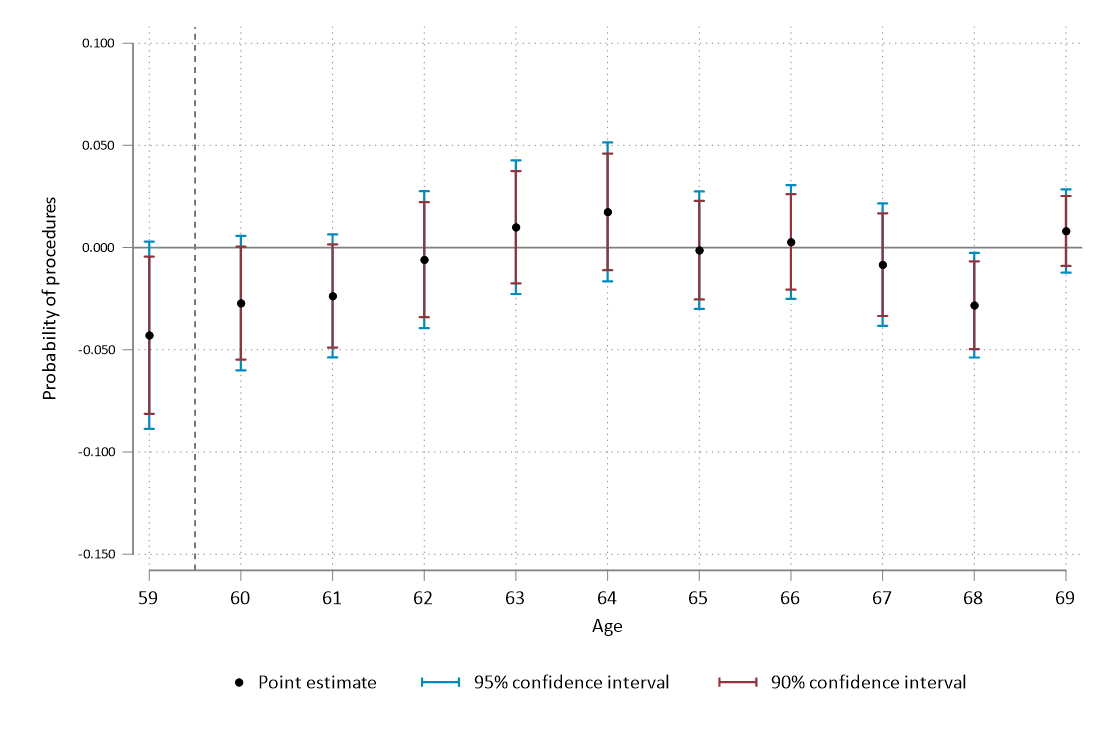 0.100
0.050
0.000
-0.050
-0.100
-0.150
Probability of procedures
59 60 61 62 63 64 65 66 67 68 69
Age
Point estimate 95% confidence interval 90% confidence interval